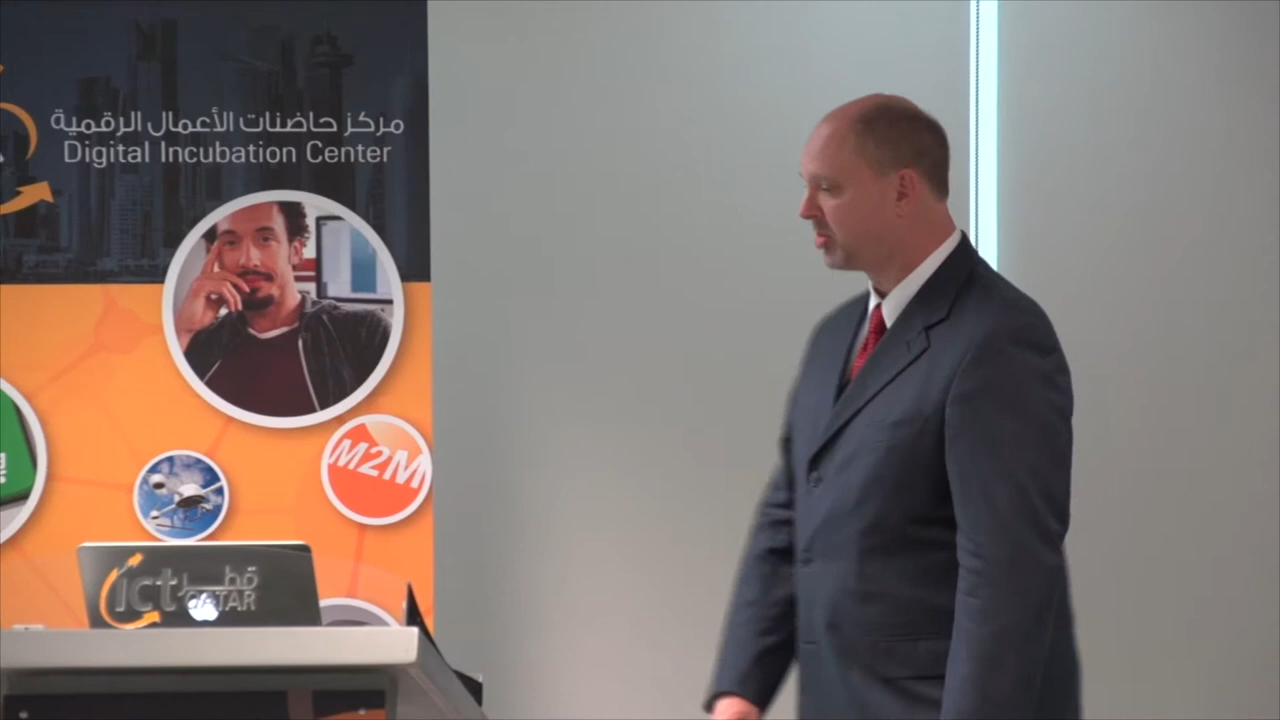 مركز حاضنات الأعمال الرقمية
Digital Incubation Center
M2M
ict قطر
QATAR